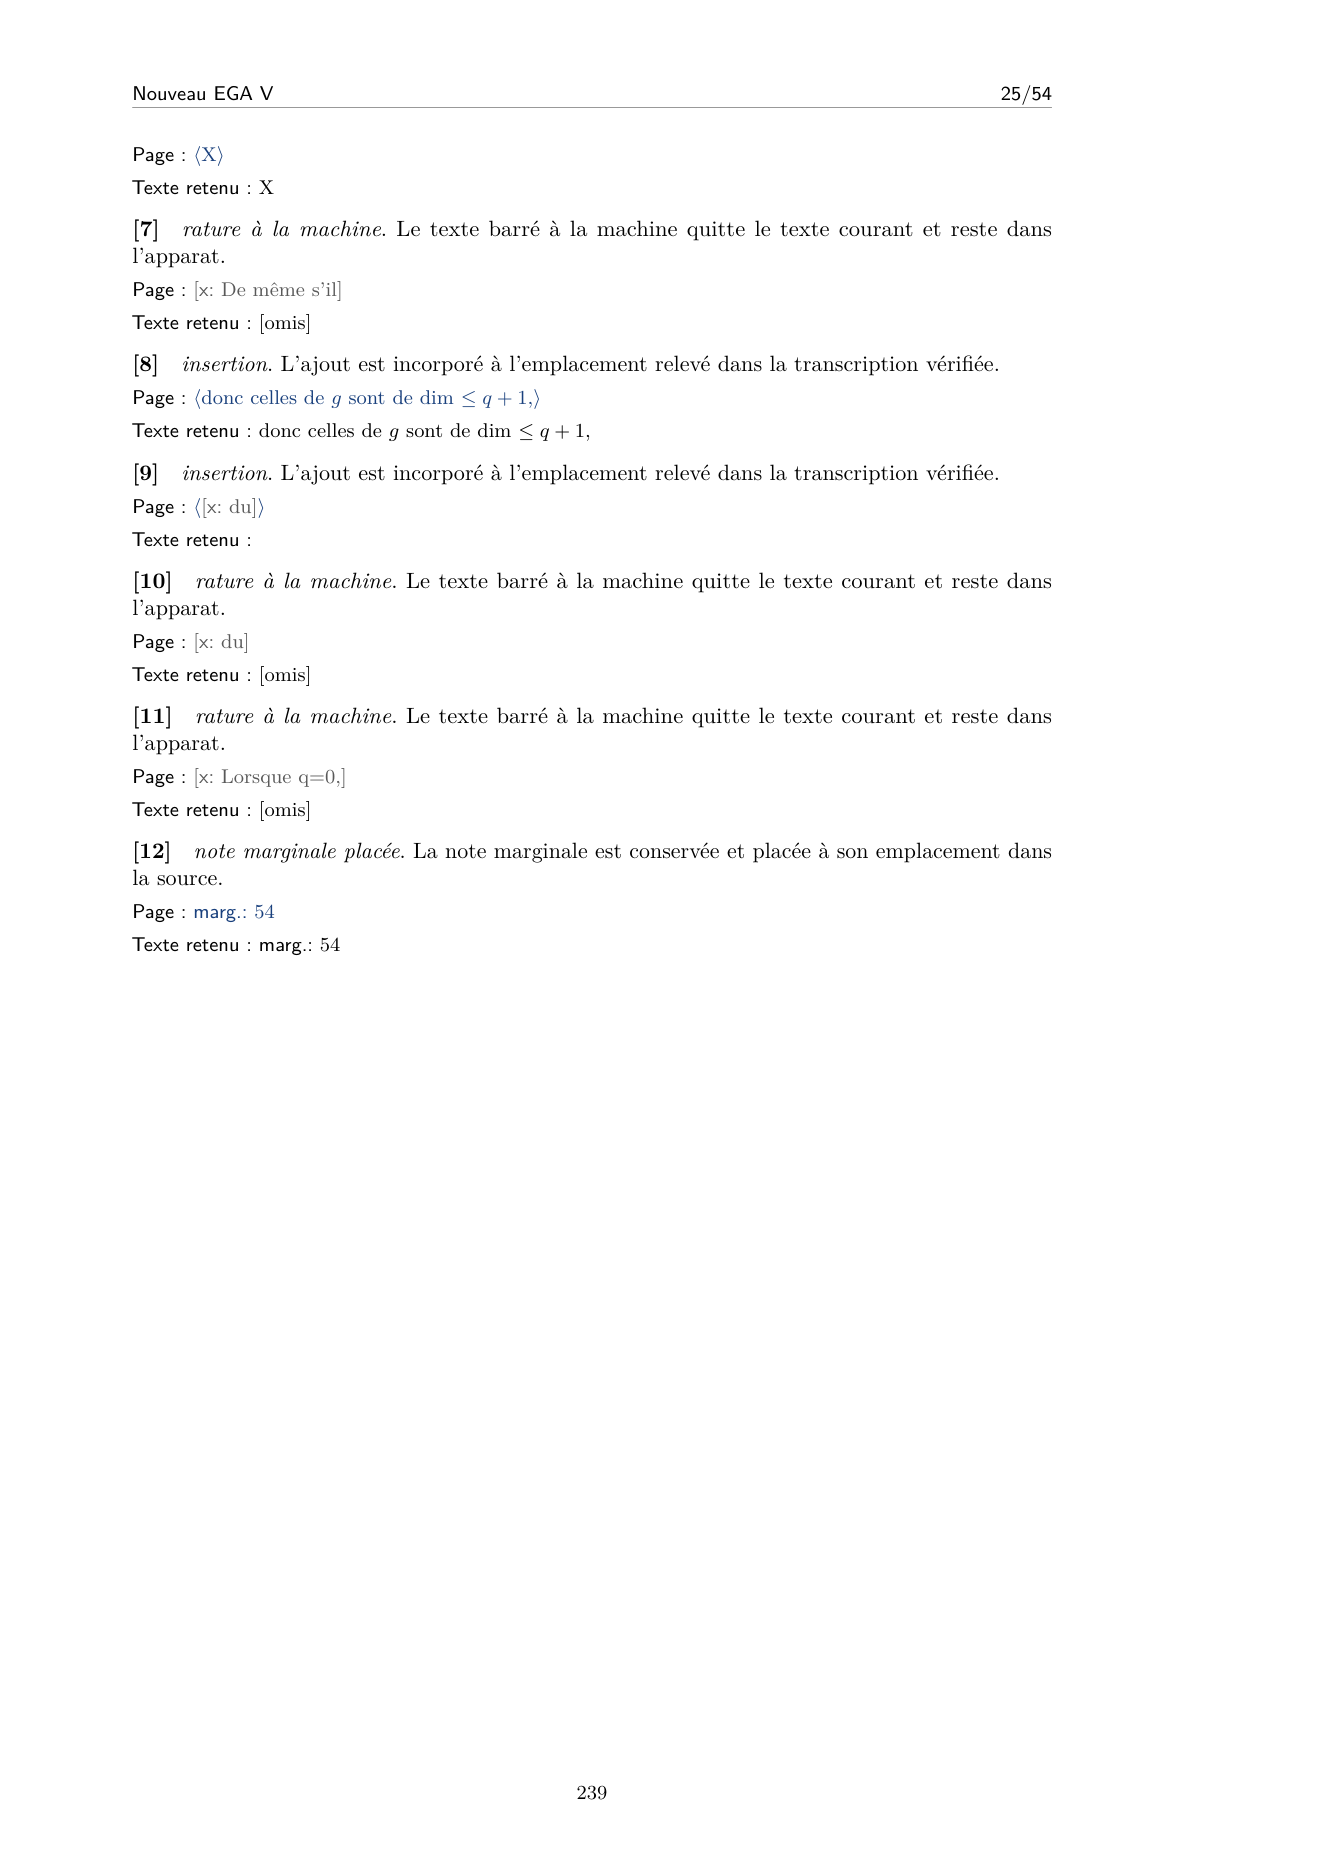 Nouveau EGA V 25/54
Page : ⟨X⟩
Texte retenu : X
[7] rature à la machine. Le texte barré à la machine quitte le texte courant et reste dans
l'apparat.
Page : [x: De même s'il]
Texte retenu : [omis]
[8] insertion. L'ajout est incorporé à l'emplacement relevé dans la transcription vérifiée.
Page : ⟨donc celles de g sont de dim ≤ q + 1,⟩
Texte retenu : donc celles de g sont de dim ≤ q + 1,
[9] insertion. L'ajout est incorporé à l'emplacement relevé dans la transcription vérifiée.
Page : ⟨[x: du]⟩
Texte retenu :
[10] rature à la machine. Le texte barré à la machine quitte le texte courant et reste dans
l'apparat.
Page : [x: du]
Texte retenu : [omis]
[11] rature à la machine. Le texte barré à la machine quitte le texte courant et reste dans
l'apparat.
Page : [x: Lorsque q=0,]
Texte retenu : [omis]
[12] note marginale placée. La note marginale est conservée et placée à son emplacement dans
la source.
Page : marg.: 54
Texte retenu : marg.: 54
239